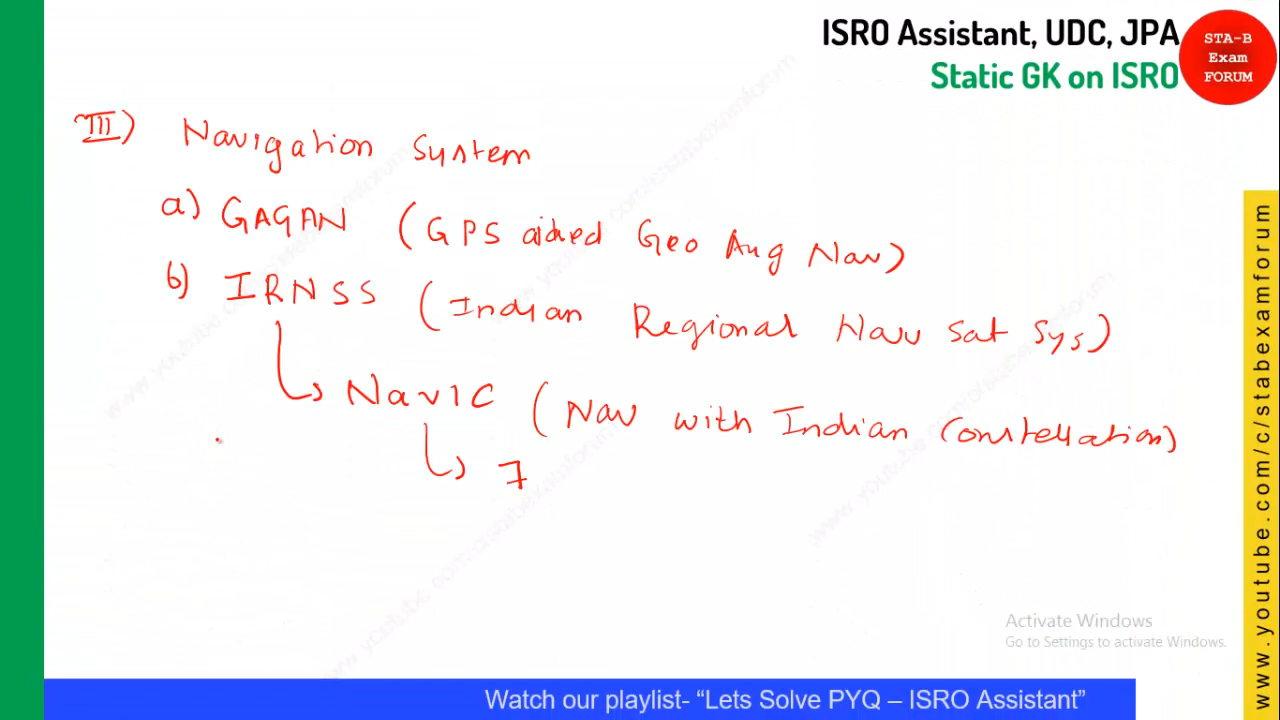 ISRO Assistant, UDC, JPA
Static GK on ISRO
STA-B
Exam
FORUM
III) Navigation System
a) GAGAN (GPS aided Geo Aug Nav)
b) IRNSS (Indian Regional Nav Sat Sys)
NavIC (Nav with Indian Constellation)
7
www.youtube.com/c/stabexamforum
Activate Windows
Go to Settings to activate Windows.
Watch our playlist- “Lets Solve PYQ – ISRO Assistant”